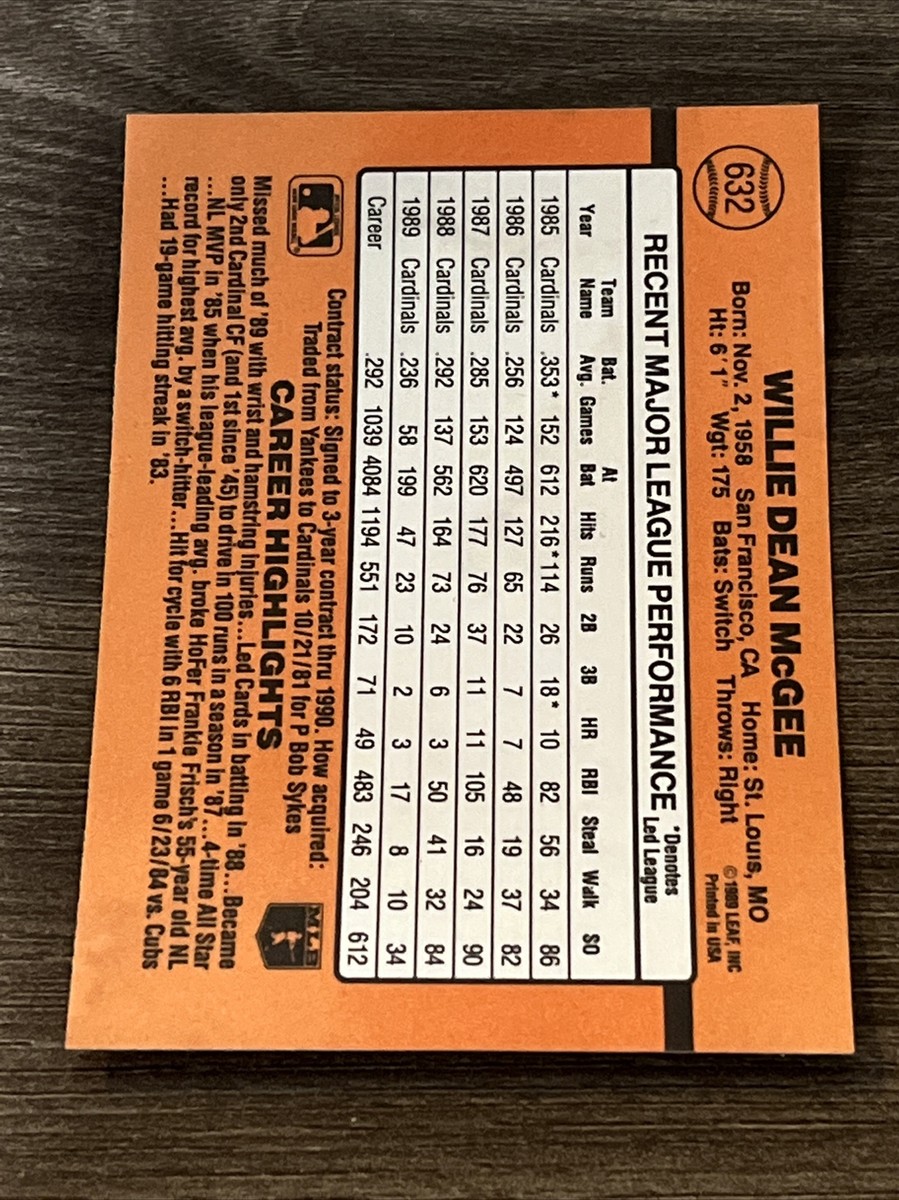 632
WILLIE DEAN McGEE
Born: Nov. 2, 1958 San Francisco, CA Home: St. Louis, MO
Ht: 6'1" Wgt: 175 Bats: Switch Throws: Right
©1989 LEAF, INC
Printed In USA
RECENT MAJOR LEAGUE PERFORMANCE *Denotes Led League
Year Team Name Bat. Avg. Games At Bat Hits Runs 2B 3B HR RBI Steal Walk SO
1985 Cardinals .353* 152 612 216* 114 26 18* 10 82 56 34 86
1986 Cardinals .256 124 497 127 65 22 7 7 48 19 37 82
1987 Cardinals .285 153 620 177 76 37 11 11 105 16 24 90
1988 Cardinals .292 137 562 164 73 24 6 3 50 41 32 84
1989 Cardinals .236 58 199 47 23 10 2 3 17 8 10 34
Career .292 1039 4084 1194 551 172 71 49 483 246 204 612
Contract status: Signed to 3-year contract thru 1990. How acquired:
Traded from Yankees to Cardinals 10/21/81 for P Bob Sykes
MLB
CAREER HIGHLIGHTS
Missed much of '89 with wrist and hamstring injuries....Led Cards in batting in '88...Became
only 2nd Cardinal CF (and 1st since '45) to drive in 100 runs in a season in '87...4-time All Star
....NL MVP in '85 when his league-leading avg. broke HoFer Frankie Frisch's 55-year old NL
record for highest avg. by a switch-hitter....Hit for cycle with 6 RBI in 1 game 6/23/84 vs. Cubs
....Had 19-game hitting streak in '83.